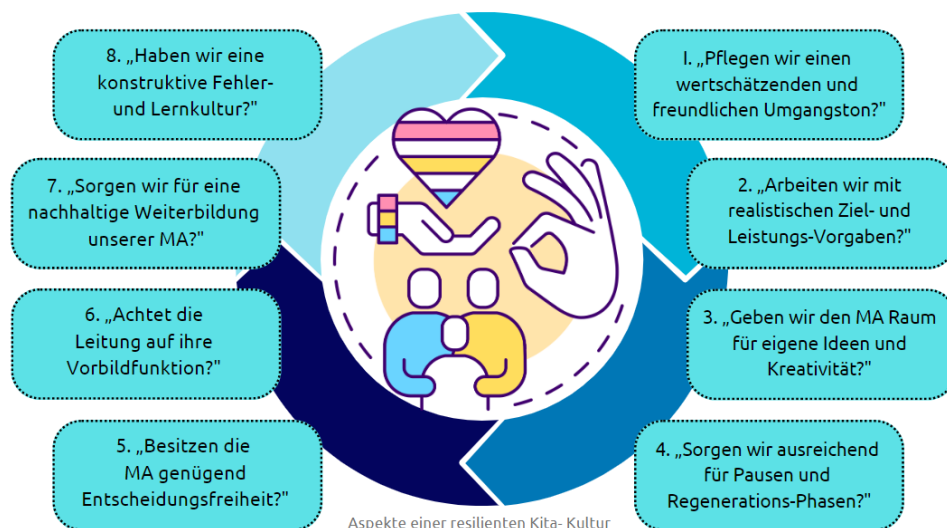 1. „Pflegen wir einen
wertschätzenden und
freundlichen Umgangston?"
2. „Arbeiten wir mit
realistischen Ziel- und
Leistungs-Vorgaben?"
3. „Geben wir den MA Raum
für eigene Ideen und
Kreativität?"
4. „Sorgen wir ausreichend
für Pausen und
Regenerations-Phasen?"
5. „Besitzen die
MA genügend
Entscheidungsfreiheit?"
6. „Achtet die
Leitung auf ihre
Vorbildfunktion?"
7. „Sorgen wir für eine
nachhaltige Weiterbildung
unserer MA?"
8. „Haben wir eine
konstruktive Fehler-
und Lernkultur?"
Aspekte einer resilienten Kita- Kultur